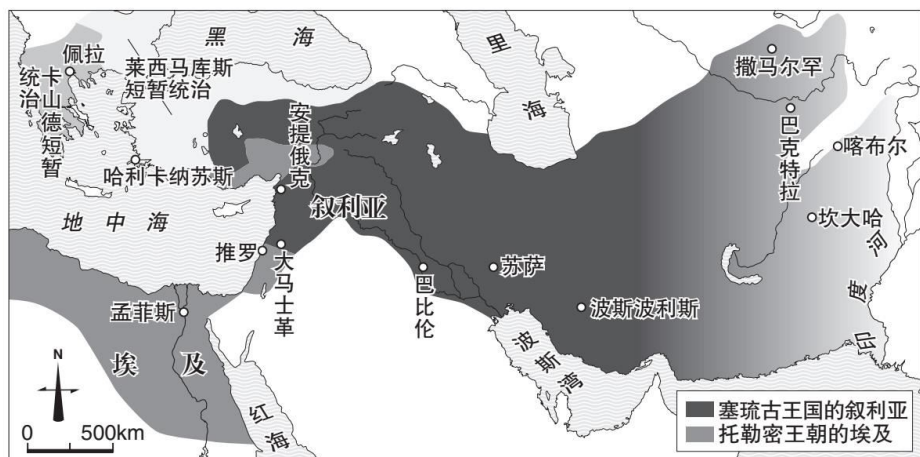 黑海
里海
佩拉
卡山德短暂
统治
莱西马库斯
短暂统治
哈利卡纳苏斯
安提俄克
地中海
叙利亚
推罗
大马士革
孟菲斯
埃及
红海
巴比伦
苏萨
波斯波利斯
波斯湾
撒马尔罕
巴克特拉
喀布尔
坎大哈
印度河
N
0 500km
塞琉古王国的叙利亚
托勒密王朝的埃及